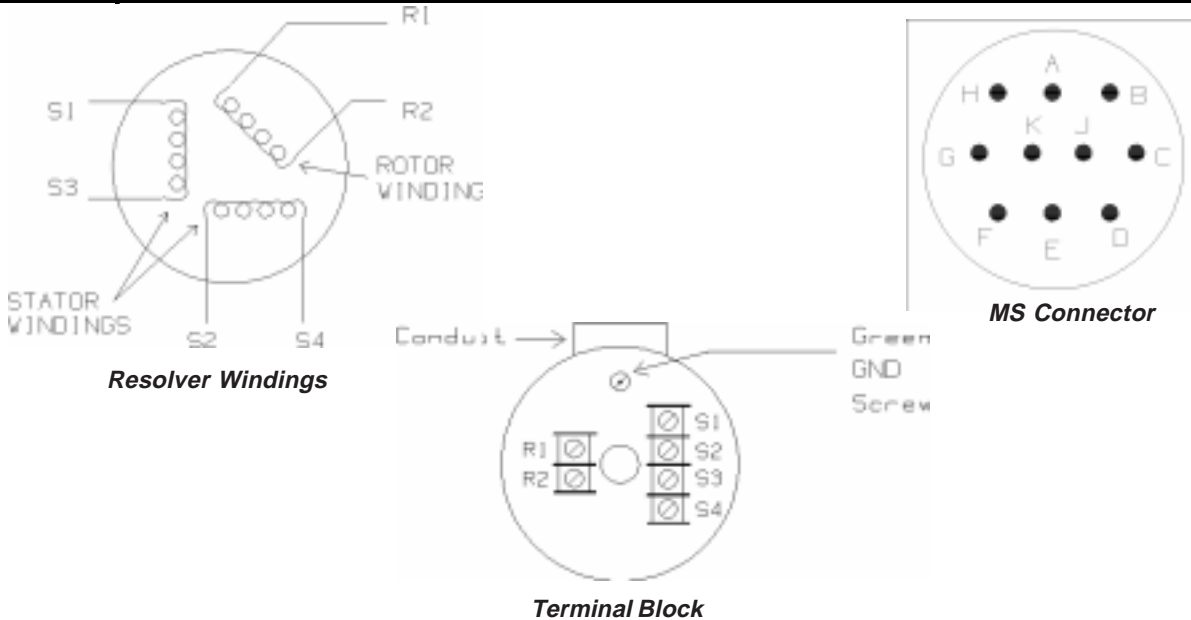 R1
S1
R2
ROTOR
WINDING
S3
STATOR
WINDINGS
S2 S4
Resolver Windings
A
H B
K J
G C
F D
E
MS Connector
Conduit
Green
GND
Screw
S1
R1 S2
R2 S3
S4
Terminal Block